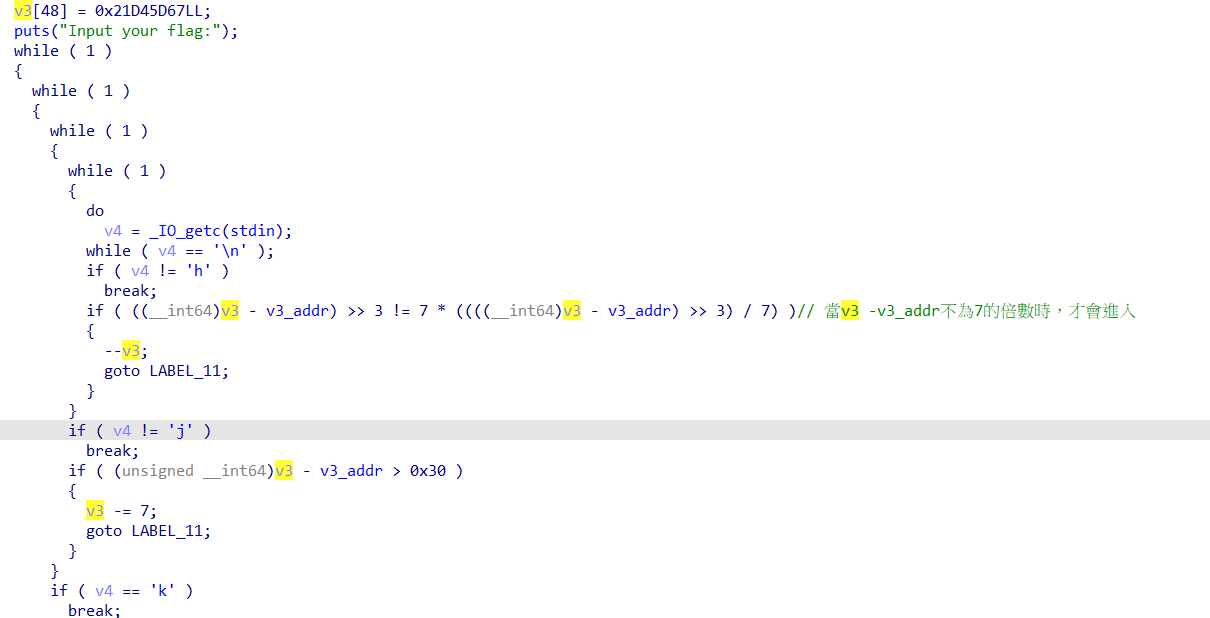 v3[48] = 0x21D45D67LL;
puts("Input your flag:");
while ( 1 )
{
while ( 1 )
{
while ( 1 )
{
while ( 1 )
{
do
v4 = _IO_getc(stdin);
while ( v4 == '\n' );
if ( v4 != 'h' )
break;
if ( ((__int64)v3 - v3_addr) >> 3 != 7 * ((((__int64)v3 - v3_addr) >> 3) / 7) )// 當v3 -v3_addr不為7的倍數時，才會進入
{
--v3;
goto LABEL_11;
}
}
if ( v4 != 'j' )
break;
if ( (unsigned __int64)v3 - v3_addr > 0x30 )
{
v3 -= 7;
goto LABEL_11;
}
}
if ( v4 == 'k' )
break;